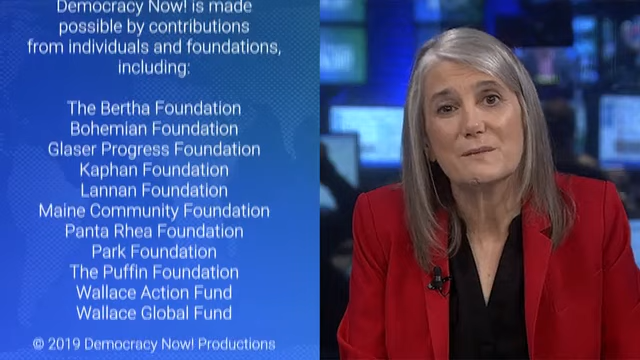 Democracy Now! is made
possible by contributions
from individuals and foundations,
including:
The Bertha Foundation
Bohemian Foundation
Glaser Progress Foundation
Kaphan Foundation
Lannan Foundation
Maine Community Foundation
Panta Rhea Foundation
Park Foundation
The Puffin Foundation
Wallace Action Fund
Wallace Global Fund
© 2019 Democracy Now! Productions